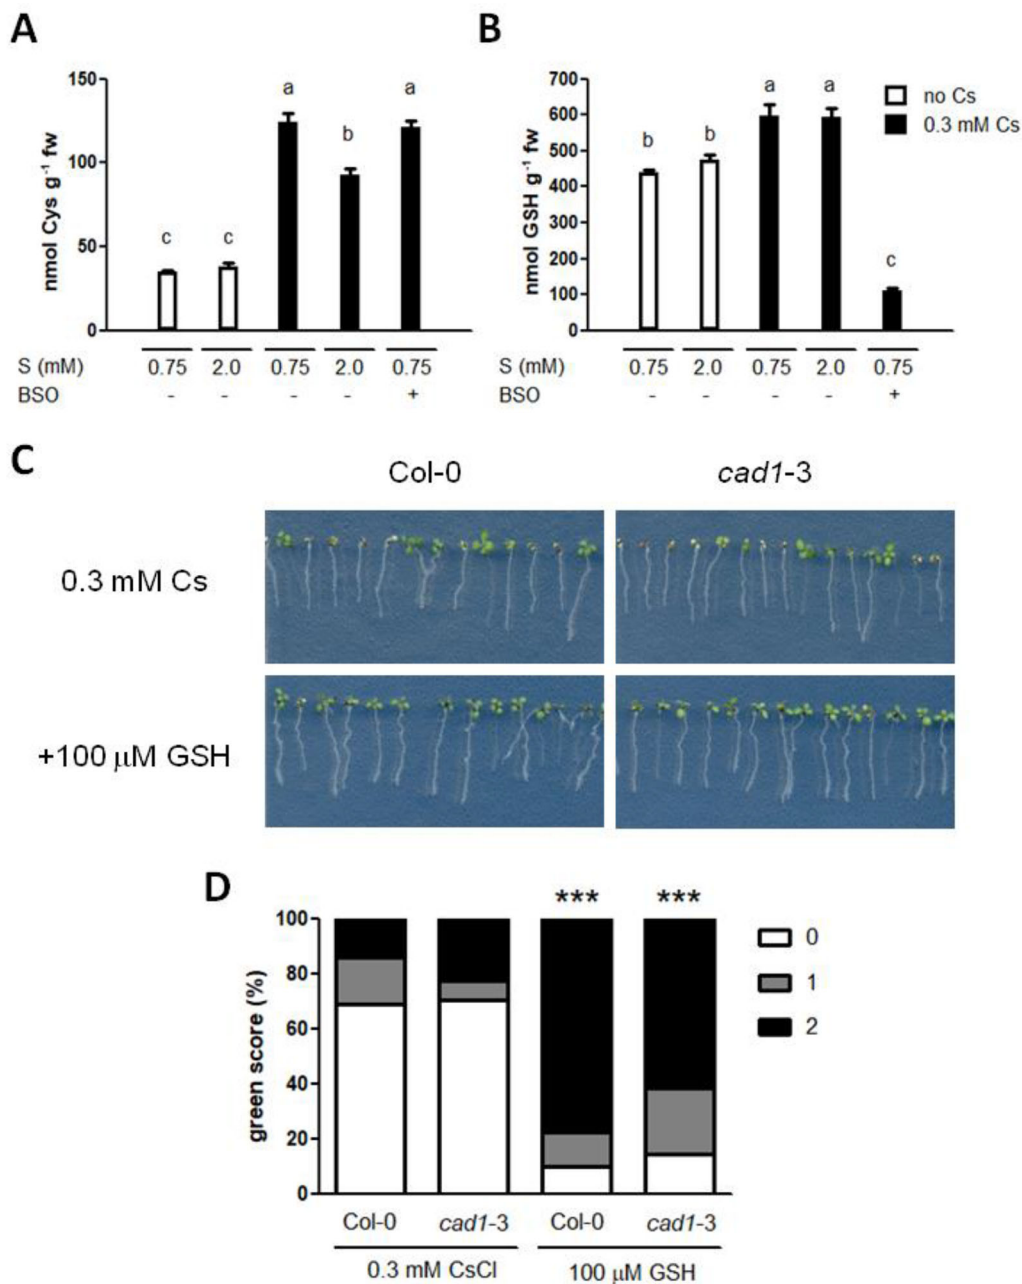 A
150
100
50
0
nmol Cys g⁻¹ fw
c c a b a
S (mM) 0.75 2.0 0.75 2.0 0.75
BSO - - - - +
B
700
600
500
400
300
200
100
0
nmol GSH g⁻¹ fw
b b a a c
no Cs
0.3 mM Cs
S (mM) 0.75 2.0 0.75 2.0 0.75
BSO - - - - +
C
Col-0 cad1-3
0.3 mM Cs
+100 μM GSH
D
100
80
60
40
20
0
green score (%)
*** ***
0
1
2
Col-0 cad1-3 Col-0 cad1-3
0.3 mM CsCl 100 μM GSH